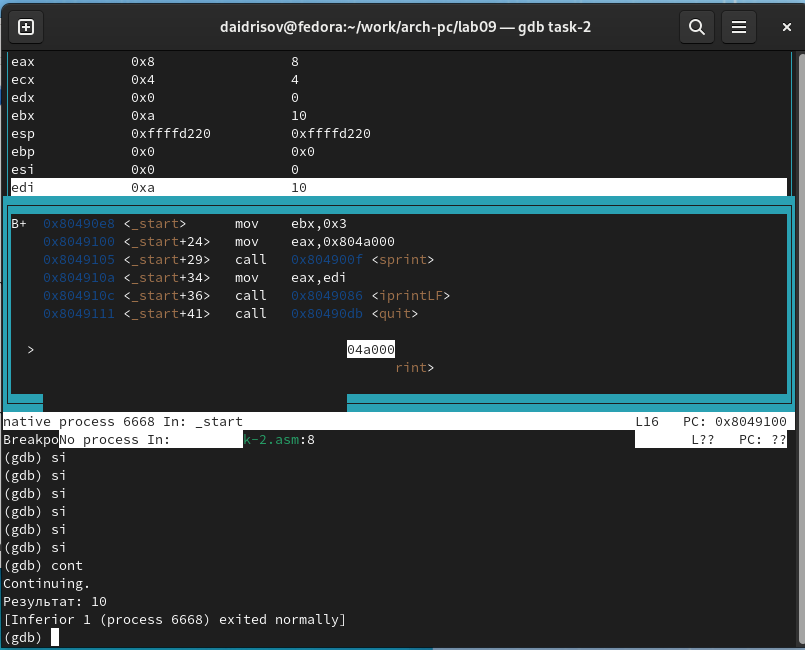 daidrisov@fedora:~/work/arch-pc/lab09 — gdb task-2
eax 0x8 8
ecx 0x4 4
edx 0x0 0
ebx 0xa 10
esp 0xffffd220 0xffffd220
ebp 0x0 0x0
esi 0x0 0
edi 0xa 10
B+ 0x80490e8 <_start> mov ebx,0x3
0x8049100 <_start+24> mov eax,0x804a000
0x8049105 <_start+29> call 0x804900f <sprint>
0x804910a <_start+34> mov eax,edi
0x804910c <_start+36> call 0x8049086 <iprintLF>
0x8049111 <_start+41> call 0x80490db <quit>
> 04a000
rint>
native process 6668 In: _start L16 PC: 0x8049100
BreakpoNo process In: k-2.asm:8 L?? PC: ??
(gdb) si
(gdb) si
(gdb) si
(gdb) si
(gdb) si
(gdb) si
(gdb) cont
Continuing.
Результат: 10
[Inferior 1 (process 6668) exited normally]
(gdb)